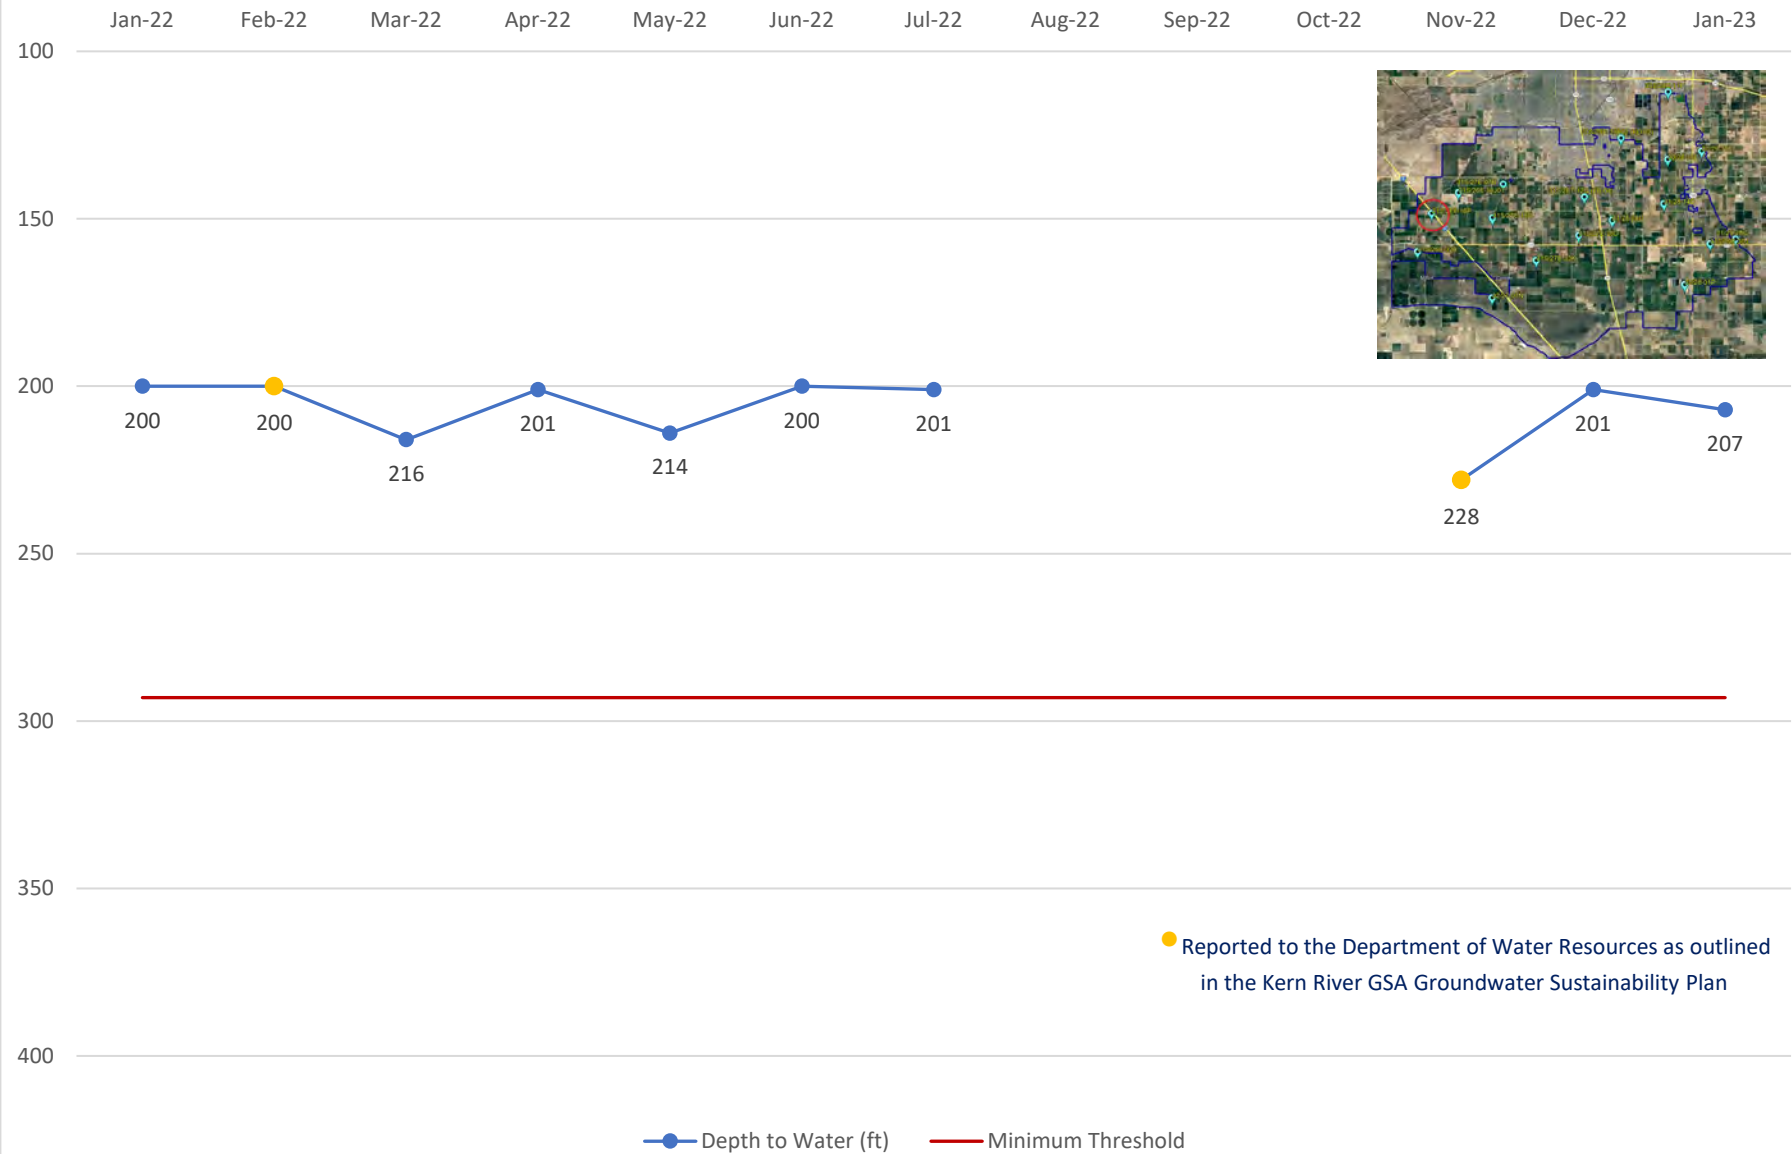 Jan-22 Feb-22 Mar-22 Apr-22 May-22 Jun-22 Jul-22 Aug-22 Sep-22 Oct-22 Nov-22 Dec-22 Jan-23
100
150
200
200 200 216 201 214 200 201 228 201 207
250
300
350
Reported to the Department of Water Resources as outlined
in the Kern River GSA Groundwater Sustainability Plan
400
Depth to Water (ft) Minimum Threshold